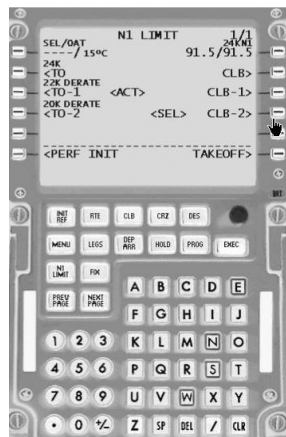 N1 LIMIT 1/1
SEL/OAT 24KN1
----/ 15ºC 91.5/91.5
24K
<TO CLB>
22K DERATE
<TO-1 <ACT> CLB-1>
20K DERATE
<TO-2 <SEL> CLB-2>
<PERF INIT TAKEOFF>
INIT REF RTE CLB CRZ DES
MENU LEGS DEP ARR HOLD PROG EXEC
N1 LIMIT FIX
PREV PAGE NEXT PAGE
A B C D E
F G H I J
1 2 3 K L M N O
4 5 6 P Q R S T
7 8 9 U V W X Y
. 0 +/- Z SP DEL / CLR